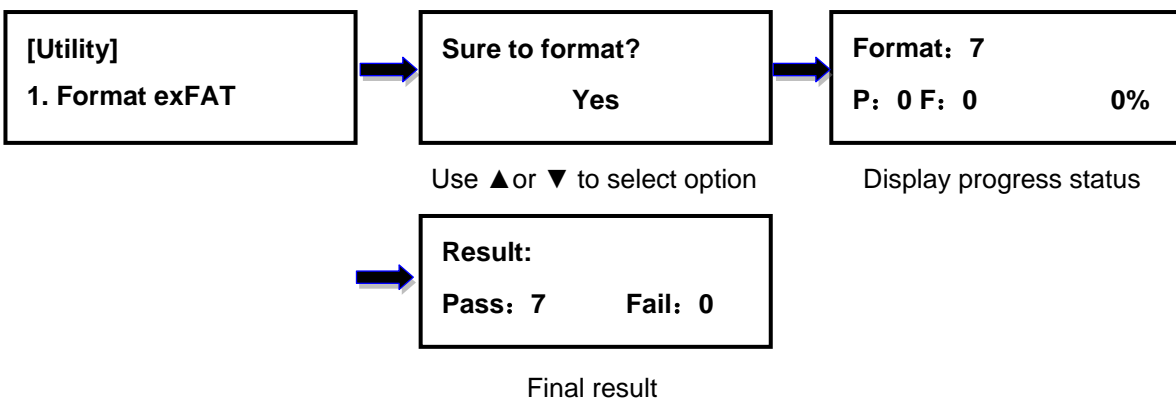 [Utility]
1. Format exFAT
Sure to format?
Yes
Use ▲or ▼ to select option
Format：7
P：0 F：0 0%
Display progress status
Result:
Pass：7 Fail：0
Final result